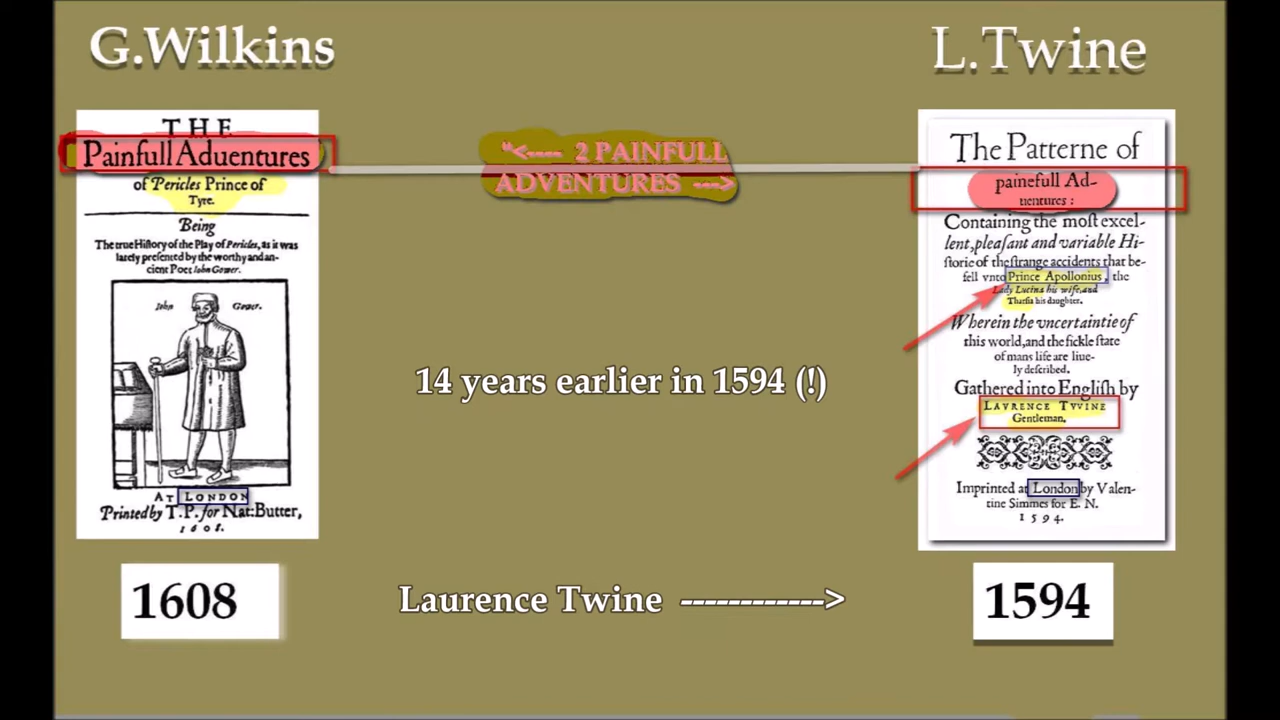 G.Wilkins
L.Twine
THE
Painfull Aduentures
of Pericles Prince of
Tyre.
Being
The true History of the Play of Pericles, as it was
lately presented by the worthy and an-
cient Poet Iohn Gower.
John Gower.
AT LONDON
Printed by T.P. for Nat: Butter,
1608.
1608
"<---- 2 PAINFULL
ADVENTURES --->
14 years earlier in 1594 (!)
Laurence Twine ------------>
The Patterne of
painefull Ad-
uentures :
Containing the most excel-
lent, pleasant and variable Hi-
storie of the strange accidents that be-
fell vnto Prince Apollonius, the
Lady Lucina his wife, and
Tharsia his daughter.
Wherein the vncertaintie of
this world, and the fickle state
of mans life are liue-
ly described.
Gathered into English by
LAVRENCE TVVINE
Gentleman.
Imprinted at London by Valen-
tine Simmes for E. N.
1594.
1594